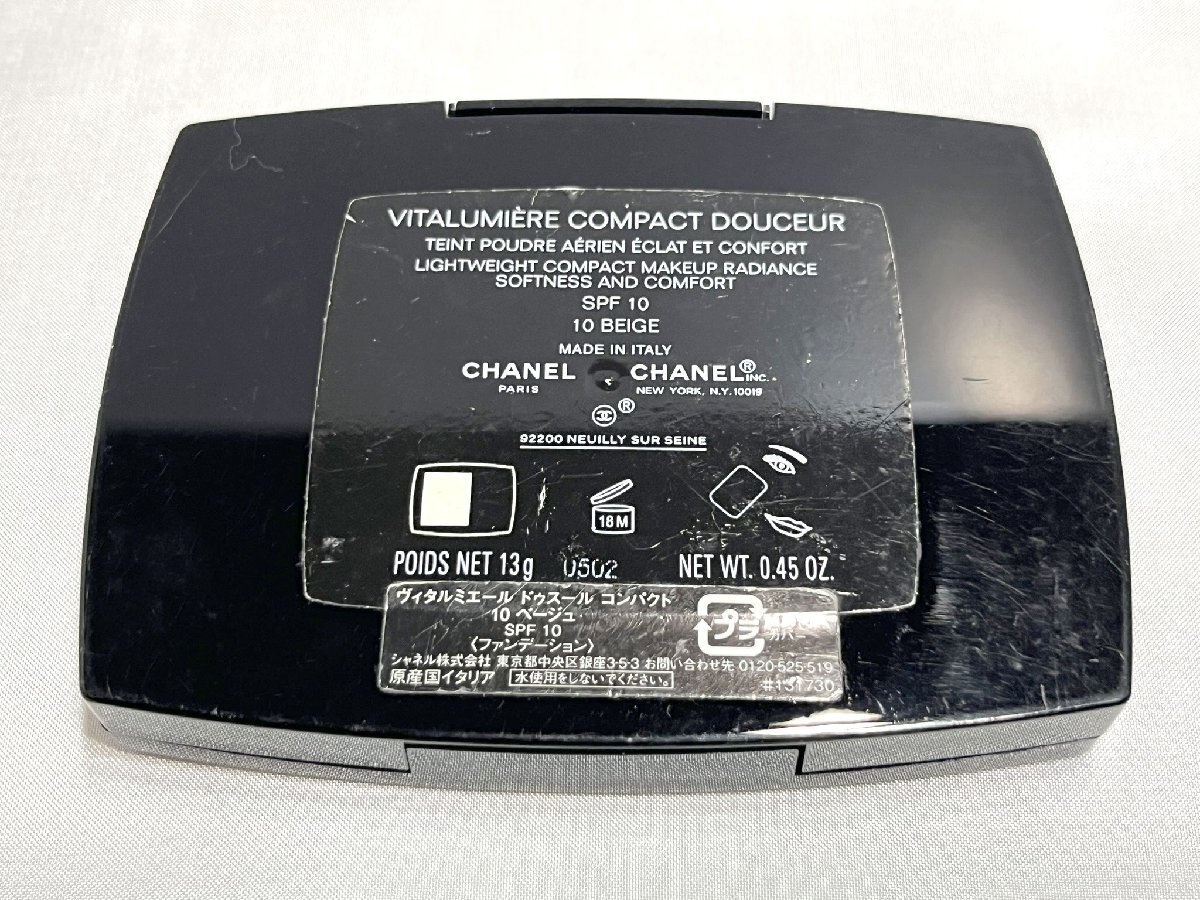 VITALUMIÈRE COMPACT DOUCEUR
TEINT POUDRE AÉRIEN ÉCLAT ET CONFORT
LIGHTWEIGHT COMPACT MAKEUP RADIANCE
SOFTNESS AND COMFORT
SPF 10
10 BEIGE
MADE IN ITALY
CHANEL CHANEL® INC.
PARIS NEW YORK, N.Y. 10019
®
92200 NEUILLY SUR SEINE
18M
POIDS NET 13g 0502 NET WT. 0.45 OZ.
ヴィタルミエール ドゥスール コンパクト
10 ベージュ
SPF 10
〈ファンデーション〉
プラ
シャネル株式会社 東京都中央区銀座3-5-3 お問い合わせ先 0120-525-519
原産国イタリア 水使用をしないでください。
#131730